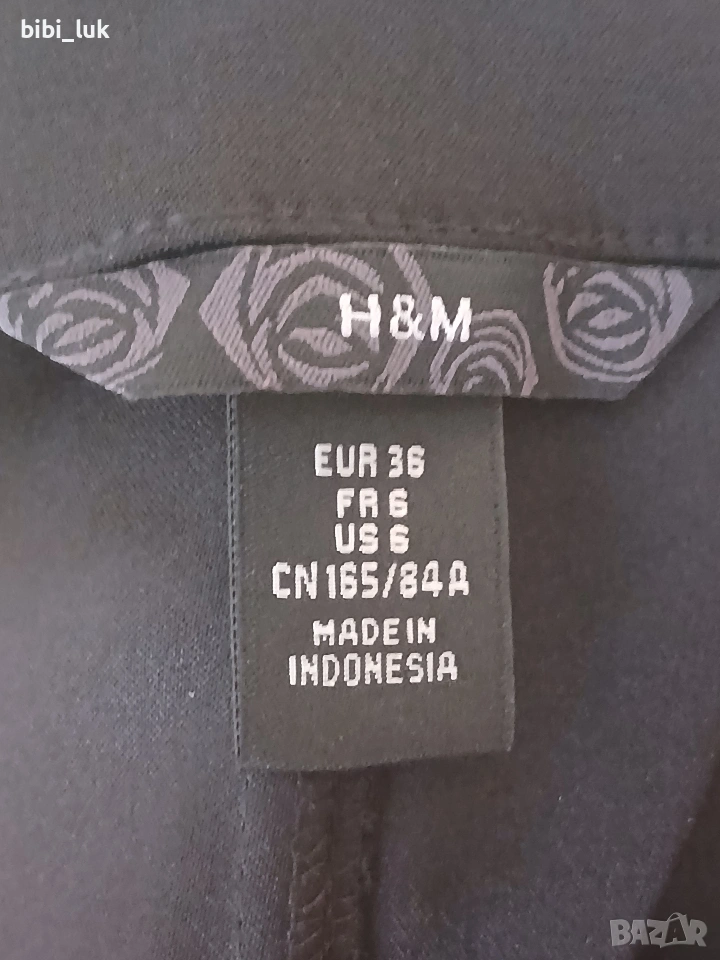 bibi_luk
H&M
EUR 36
FR 6
US 6
CN 165/84A
MADE IN
INDONESIA
BAZAR